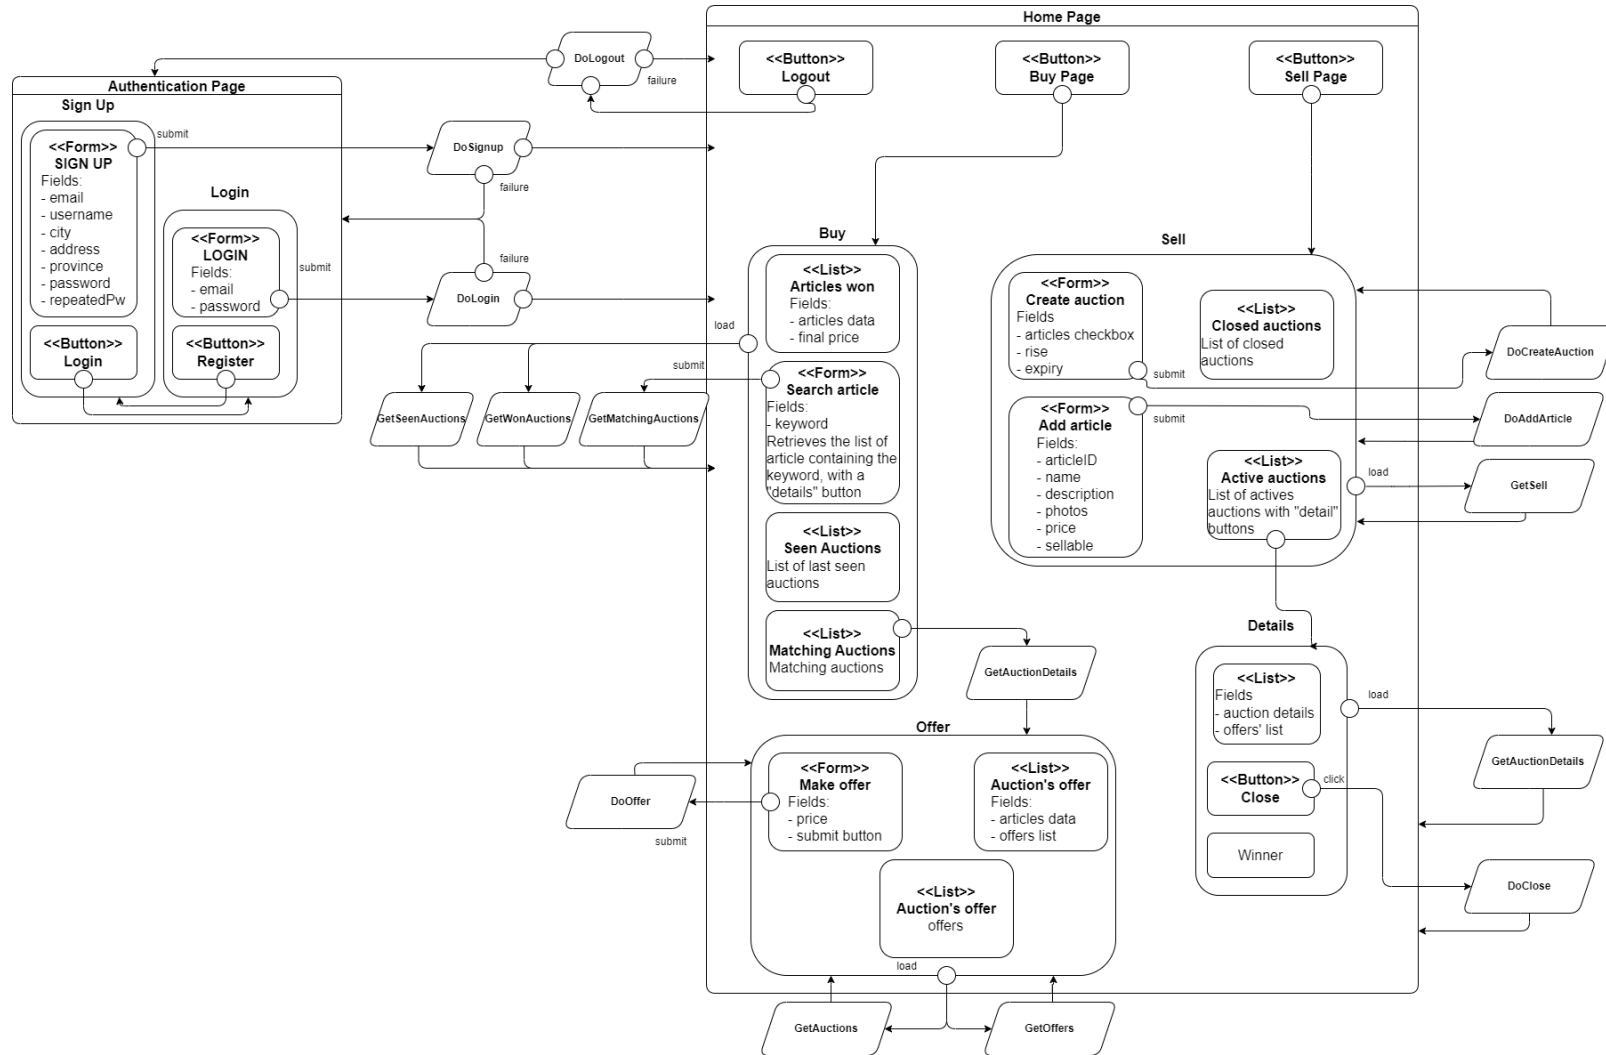 Home Page
DoLogout
failure
<<Button>>
Logout
<<Button>>
Buy Page
<<Button>>
Sell Page
Authentication Page
Sign Up
<<Form>>
SIGN UP
Fields:
- email
- username
- city
- address
- province
- password
- repeatedPw
submit
<<Button>>
Login
Login
<<Form>>
LOGIN
Fields:
- email
- password
submit
<<Button>>
Register
DoSignup
failure
failure
DoLogin
Buy
load
<<List>>
Articles won
Fields:
- articles data
- final price
submit
<<Form>>
Search article
Fields:
- keyword
Retrieves the list of
article containing the
keyword, with a
"details" button
GetSeenAuctions
GetWonAuctions
GetMatchingAuctions
<<List>>
Seen Auctions
List of last seen
auctions
<<List>>
Matching Auctions
Matching auctions
GetAuctionDetails
Sell
<<Form>>
Create auction
Fields
- articles checkbox
- rise
- expiry
submit
<<List>>
Closed auctions
List of closed
auctions
DoCreateAuction
<<Form>>
Add article
Fields:
- articleID
- name
- description
- photos
- price
- sellable
submit
DoAddArticle
<<List>>
Active auctions
List of actives
auctions with "detail"
buttons
load
GetSell
Details
<<List>>
Fields
- auction details
- offers' list
load
GetAuctionDetails
<<Button>>
Close
click
Winner
DoClose
Offer
<<Form>>
Make offer
Fields:
- price
- submit button
DoOffer
submit
<<List>>
Auction's offer
Fields:
- articles data
- offers list
<<List>>
Auction's offer
offers
load
GetAuctions
GetOffers